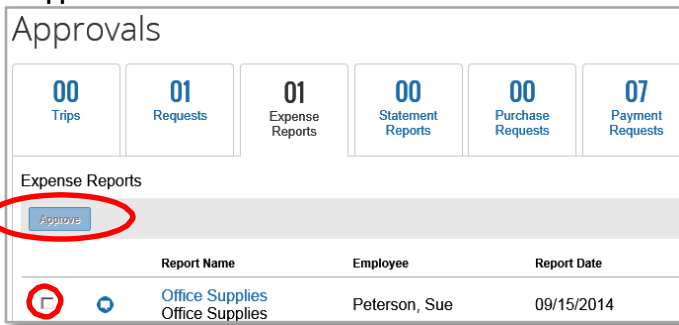 Approvals
00 01 01 00 00 07
Trips Requests Expense Reports Statement Reports Purchase Requests Payment Requests
Expense Reports
Approve
Report Name Employee Report Date
Office Supplies Peterson, Sue 09/15/2014
Office Supplies